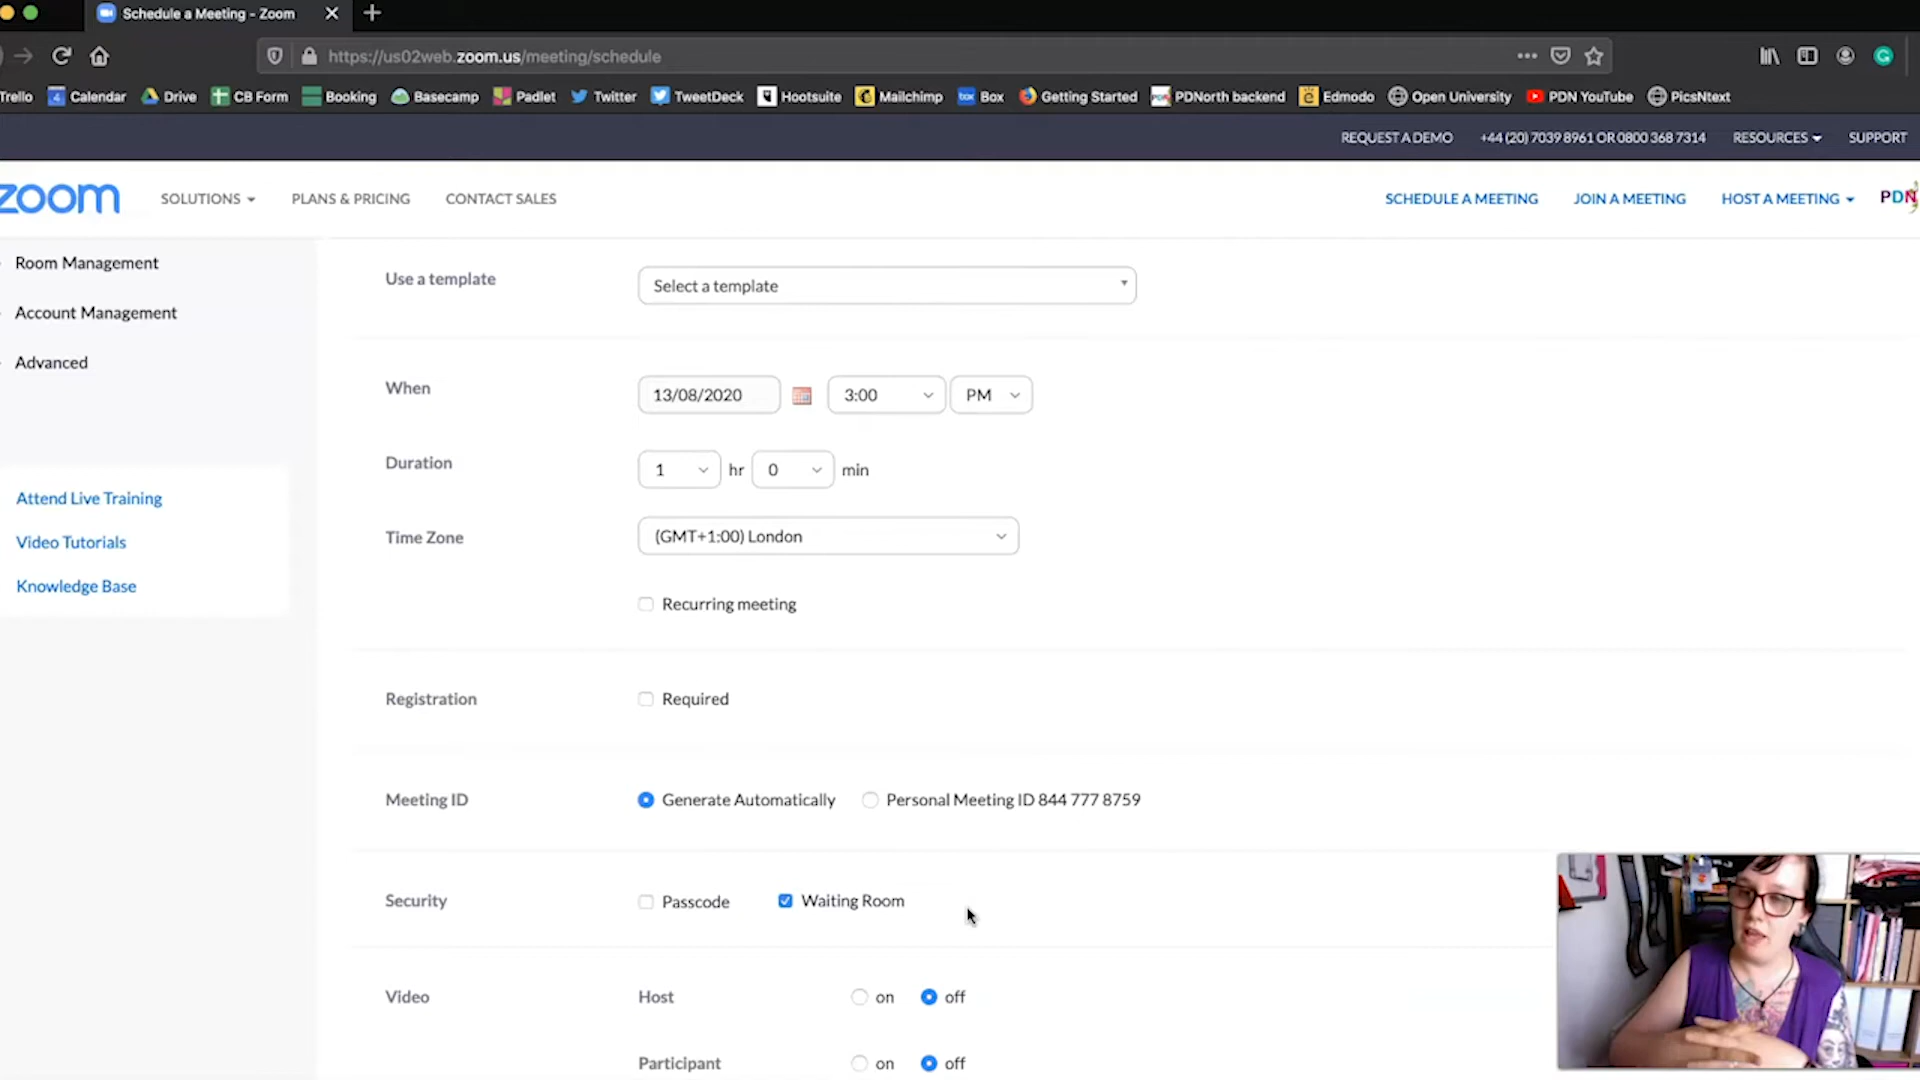 Schedule a Meeting - Zoom
https://us02web.zoom.us/meeting/schedule
Trello Calendar Drive CB Form Booking Basecamp Padlet Twitter TweetDeck Hootsuite Mailchimp Box Getting Started PDNorth backend Edmodo Open University PDN YouTube PicsNtext
REQUEST A DEMO +44 (20) 7039 8961 OR 0800 368 7314 RESOURCES SUPPORT
zoom SOLUTIONS PLANS & PRICING CONTACT SALES SCHEDULE A MEETING JOIN A MEETING HOST A MEETING PDN
Room Management
Account Management
Advanced
Attend Live Training
Video Tutorials
Knowledge Base
Use a template Select a template
When 13/08/2020 3:00 PM
Duration 1 hr 0 min
Time Zone (GMT+1:00) London
Recurring meeting
Registration Required
Meeting ID Generate Automatically Personal Meeting ID 844 777 8759
Security Passcode Waiting Room
Video Host on off
Participant on off